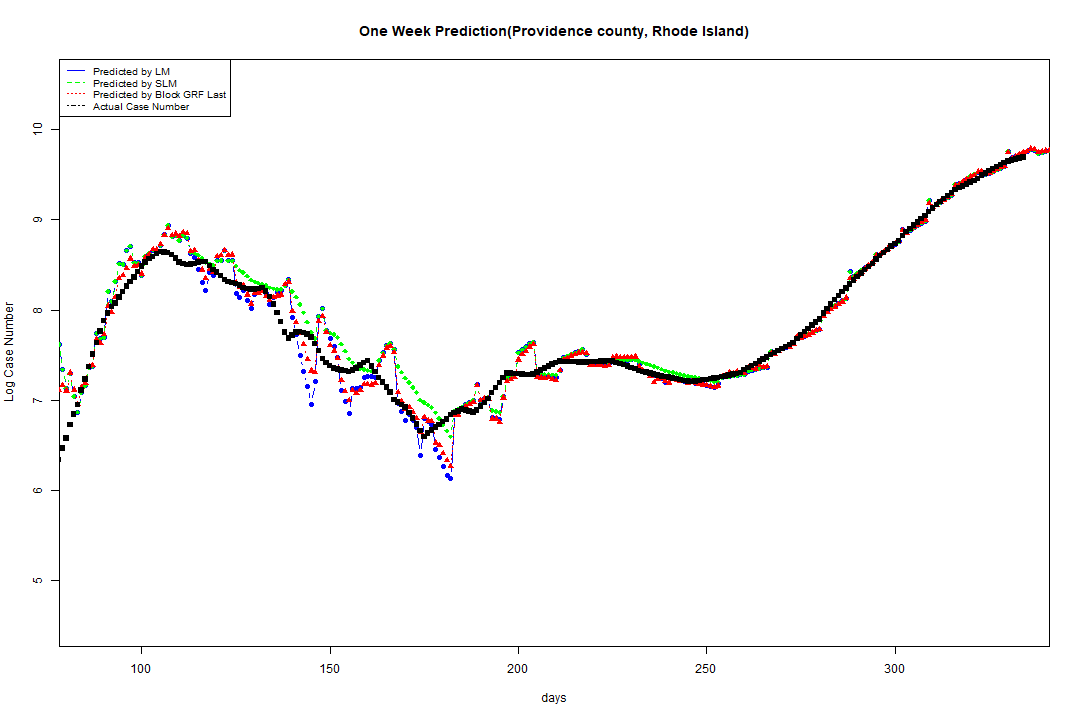 One Week Prediction(Providence county, Rhode Island)
Predicted by LM
Predicted by SLM
Predicted by Block GRF Last
Actual Case Number
Log Case Number
10
9
8
7
6
5
100 150 200 250 300
days